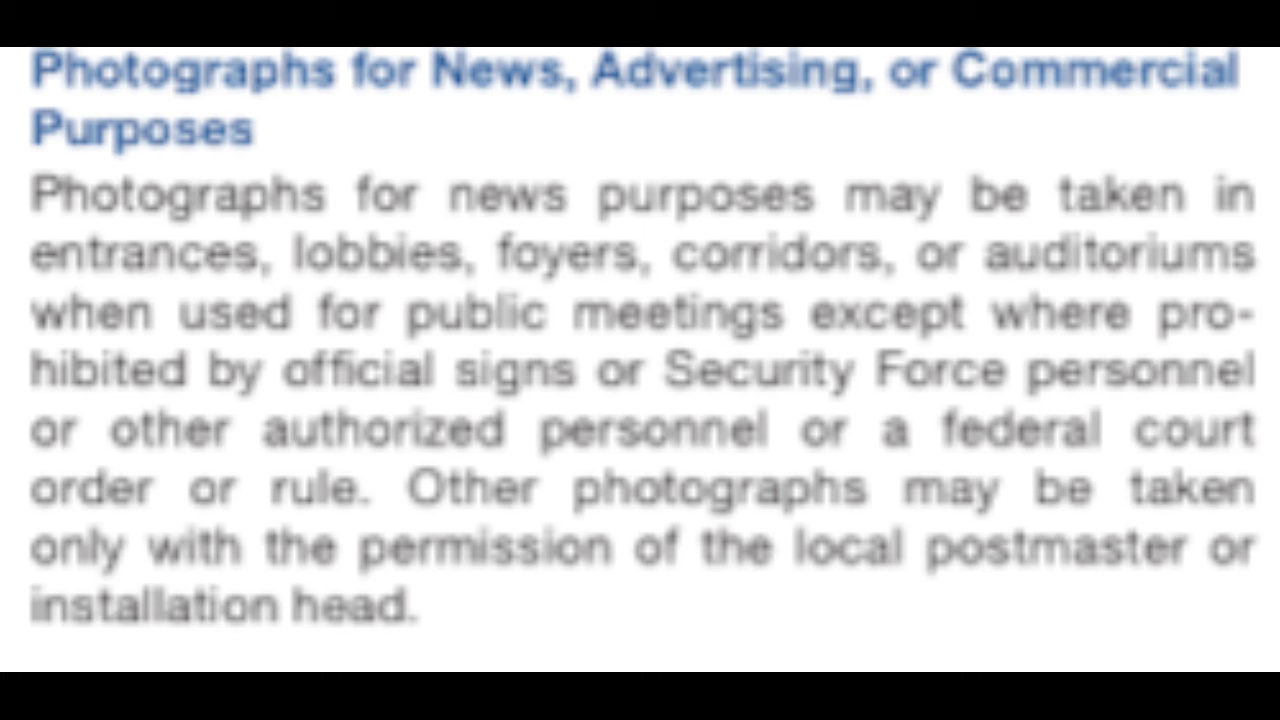 Photographs for News, Advertising, or Commercial
Purposes
Photographs for news purposes may be taken in
entrances, lobbies, foyers, corridors, or auditoriums
when used for public meetings except where pro-
hibited by official signs or Security Force personnel
or other authorized personnel or a federal court
order or rule. Other photographs may be taken
only with the permission of the local postmaster or
installation head.